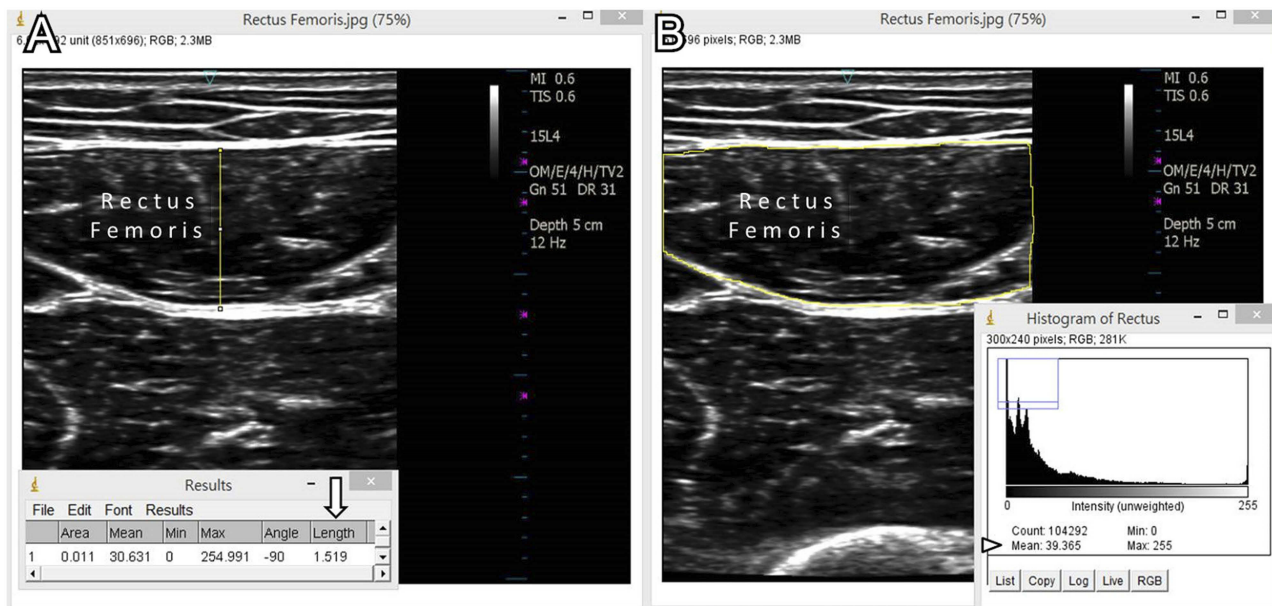 Rectus Femoris.jpg (75%)
A
92 unit (851x696); RGB; 2.3MB
MI 0.6
TIS 0.6
15L4
OM/E/4/H/TV2
Gn 51 DR 31
Depth 5 cm
12 Hz
Rectus
Femoris
Results
File Edit Font Results
Area Mean Min Max Angle Length
1 0.011 30.631 0 254.991 -90 1.519
Rectus Femoris.jpg (75%)
B
696 pixels; RGB; 2.3MB
MI 0.6
TIS 0.6
15L4
OM/E/4/H/TV2
Gn 51 DR 31
Depth 5 cm
12 Hz
Rectus
Femoris
Histogram of Rectus
300x240 pixels; RGB; 281K
0 Intensity (unweighted) 255
Count: 104292 Min: 0
Mean: 39.365 Max: 255
List Copy Log Live RGB